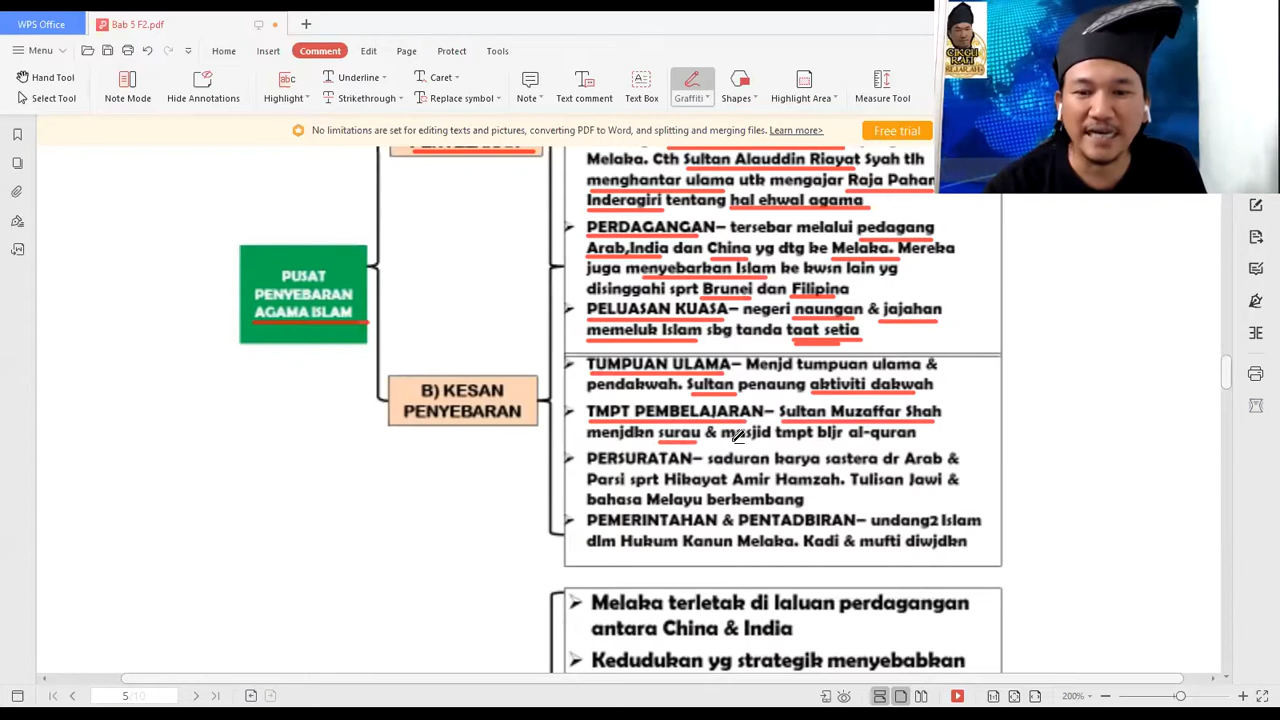 WPS Office
Bab 5 F2.pdf
Menu
Home
Insert
Comment
Edit
Page
Protect
Tools
Hand Tool
Select Tool
Note Mode
Hide Annotations
Highlight
Underline
Strikethrough
Caret
Replace symbol
Note
Text comment
Text Box
Graffiti
Shapes
Highlight Area
Measure Tool
No limitations are set for editing texts and pictures, converting PDF to Word, and splitting and merging files. Learn more>
Free trial
CIKGU
RAFI
SEJARAH
Melaka. Cth Sultan Alauddin Riayat Syah tlh
menghantar ulama utk mengajar Raja Pahan
Inderagiri tentang hal ehwal agama
PERDAGANGAN– tersebar melalui pedagang
Arab,India dan China yg dtg ke Melaka. Mereka
juga menyebarkan Islam ke kwsn lain yg
disinggahi sprt Brunei dan Filipina
PELUASAN KUASA– negeri naungan & jajahan
memeluk Islam sbg tanda taat setia
PUSAT
PENYEBARAN
AGAMA ISLAM
B) KESAN
PENYEBARAN
TUMPUAN ULAMA– Menjd tumpuan ulama &
pendakwah. Sultan penaung aktiviti dakwah
TMPT PEMBELAJARAN– Sultan Muzaffar Shah
menjdkn surau & masjid tmpt bljr al-quran
PERSURATAN– saduran karya sastera dr Arab &
Parsi sprt Hikayat Amir Hamzah. Tulisan Jawi &
bahasa Melayu berkembang
PEMERINTAHAN & PENTADBIRAN– undang2 Islam
dlm Hukum Kanun Melaka. Kadi & mufti diwjdkn
Melaka terletak di laluan perdagangan
antara China & India
Kedudukan yg strategik menyebabkan
5/10
200%